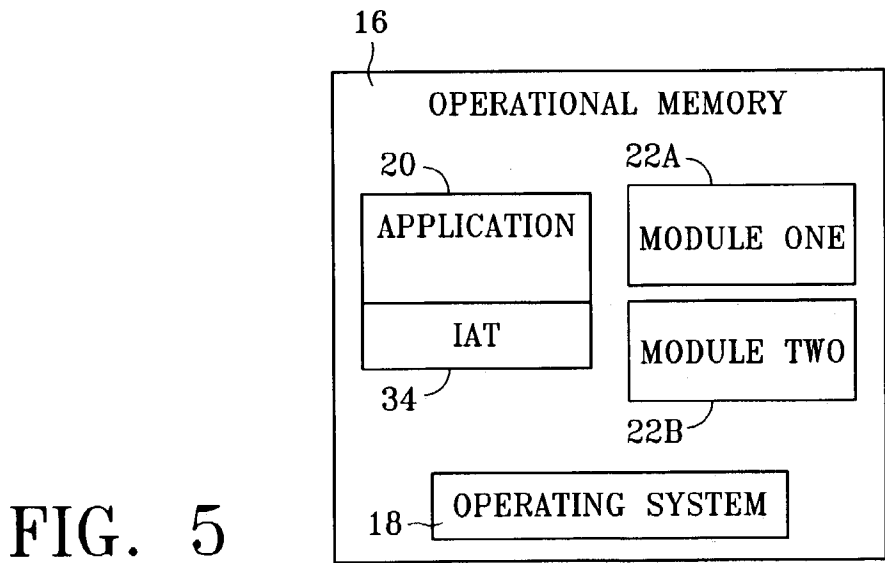 16
OPERATIONAL MEMORY
20
22A
APPLICATION
MODULE ONE
IAT
MODULE TWO
34
22B
18
OPERATING SYSTEM
FIG. 5